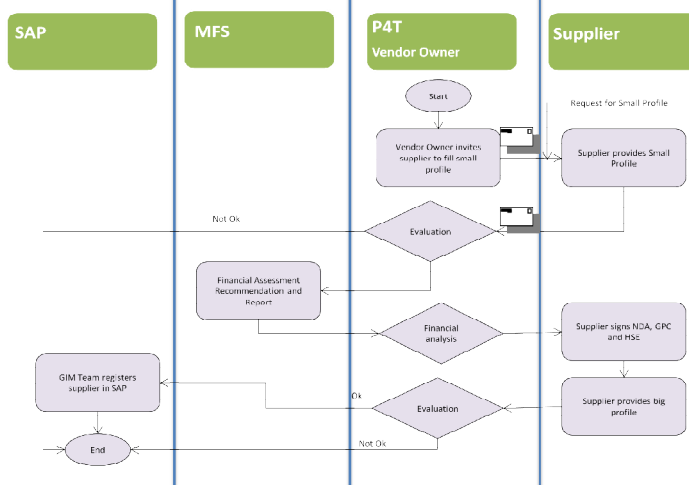 SAP
MFS
P4T
Vendor Owner
Supplier
Start
Request for Small Profile
Vendor Owner invites
supplier to fill small
profile
Supplier provides Small
Profile
Not Ok
Evaluation
Financial Assessment
Recommendation and
Report
Financial
analysis
Supplier signs NDA, GPC
and HSE
GIM Team registers
supplier in SAP
Ok
Evaluation
Supplier provides big
profile
Not Ok
End